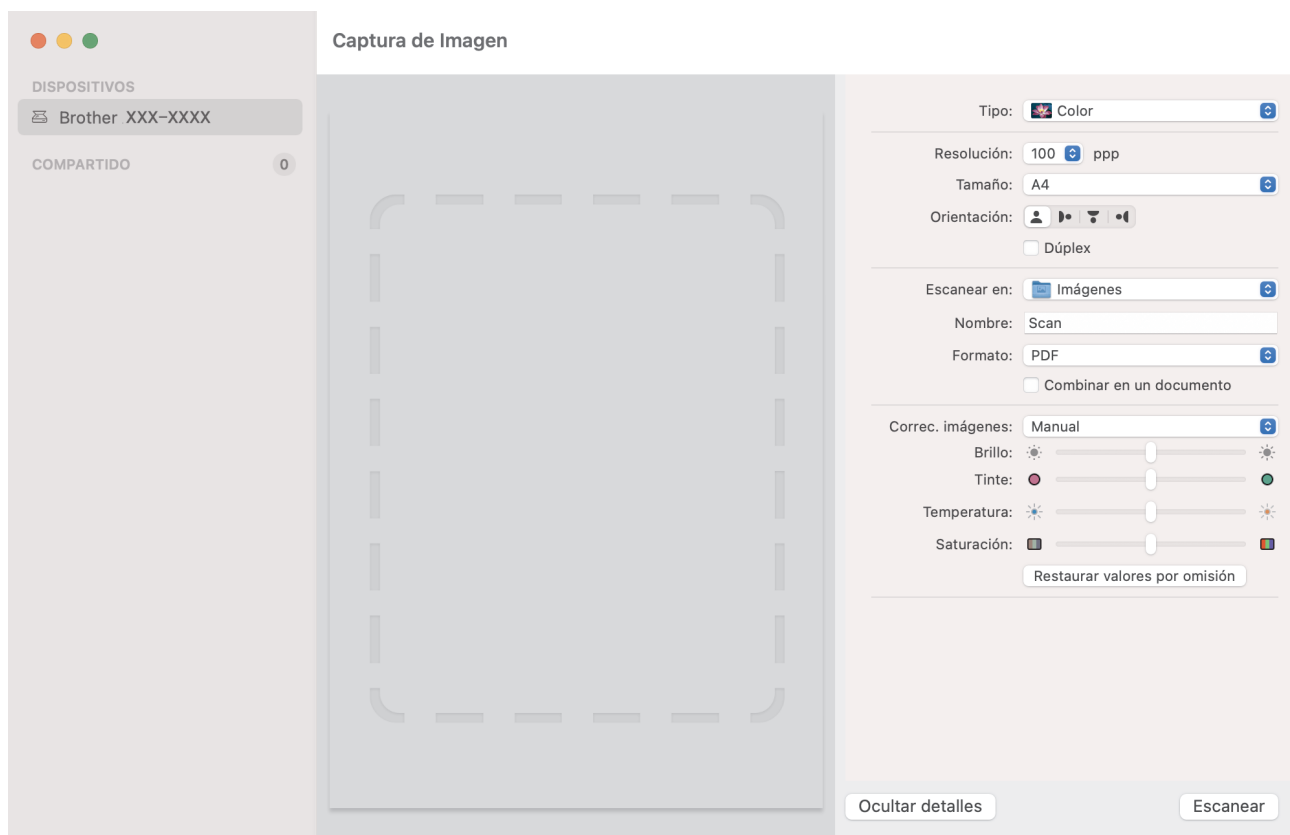 Captura de Imagen
DISPOSITIVOS
Brother XXX-XXXX
COMPARTIDO 0
Tipo: Color
Resolución: 100 ppp
Tamaño: A4
Orientación:
Dúplex
Escanear en: Imágenes
Nombre: Scan
Formato: PDF
Combinar en un documento
Correc. imágenes: Manual
Brillo:
Tinte:
Temperatura:
Saturación:
Restaurar valores por omisión
Ocultar detalles Escanear